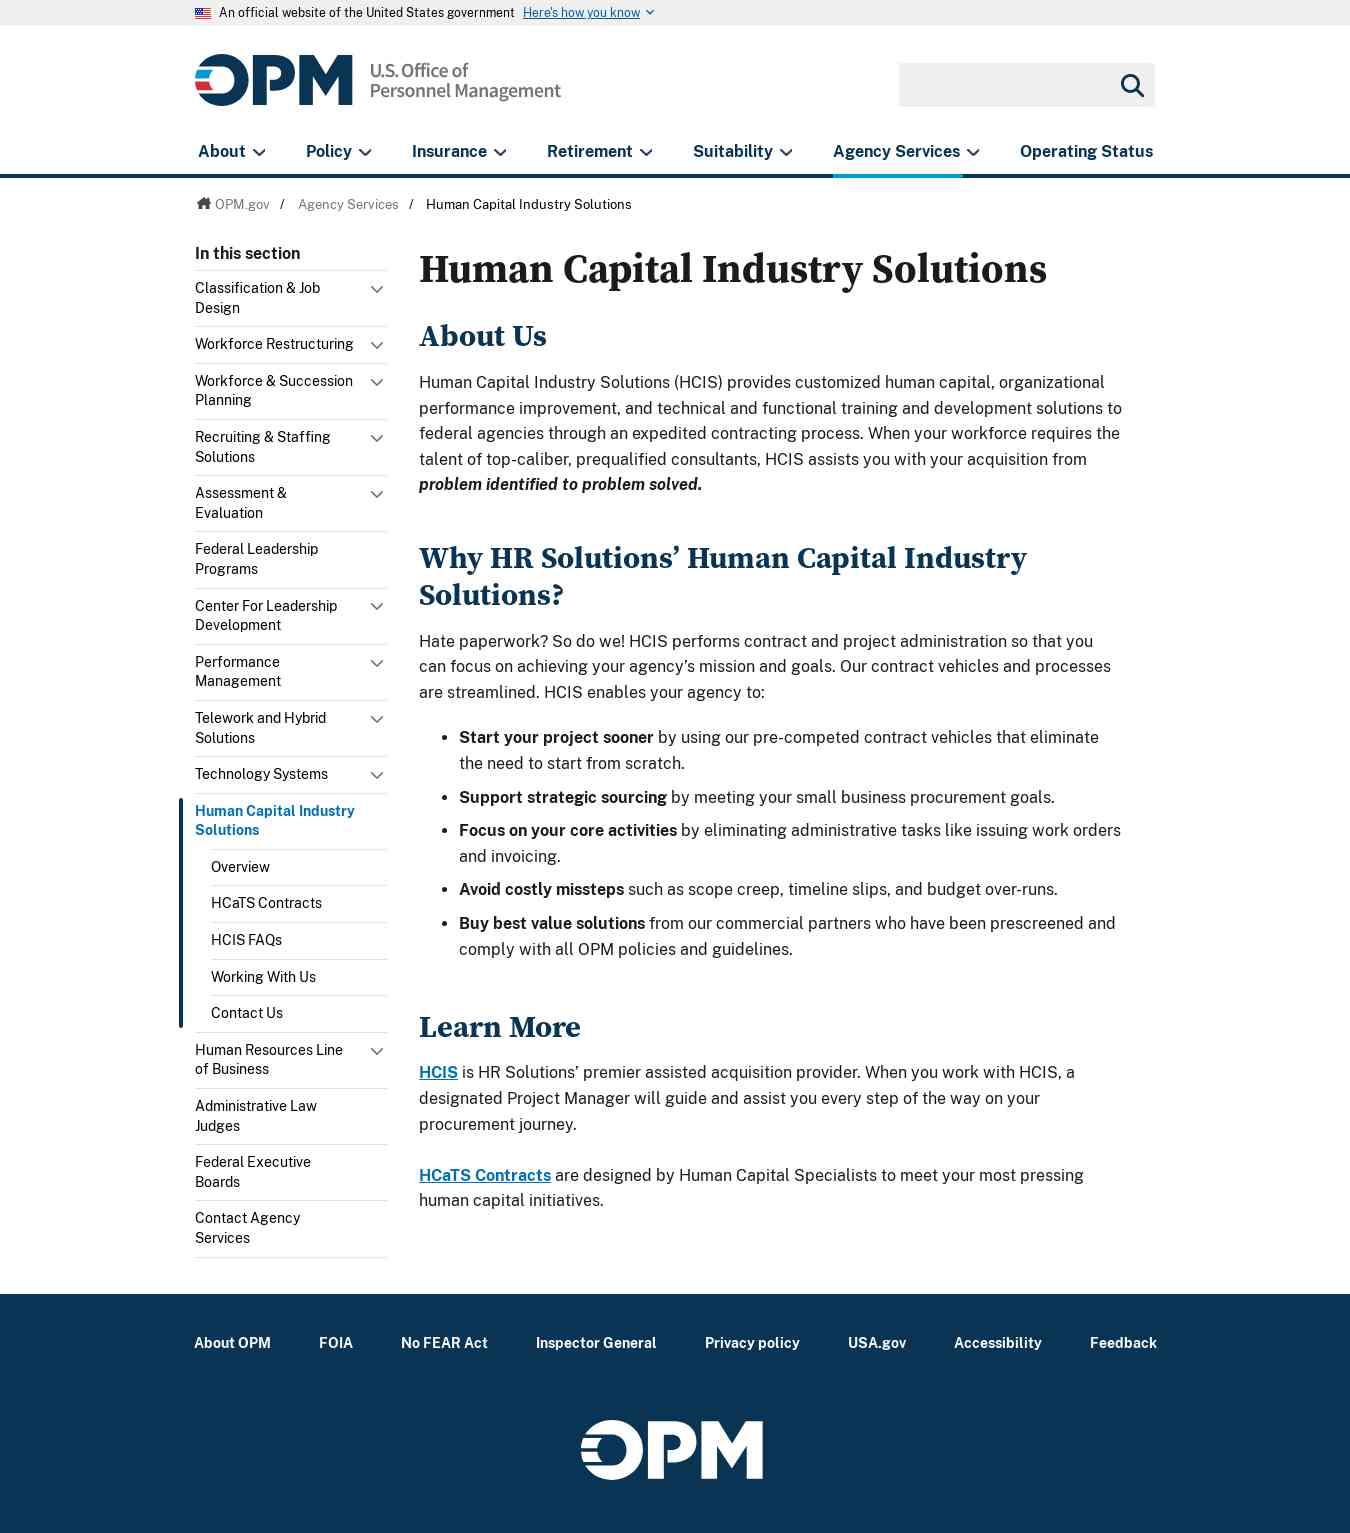 An official website of the United States government Here's how you know
OPM
U.S. Office of
Personnel Management
About Policy Insurance Retirement Suitability Agency Services Operating Status
OPM.gov / Agency Services / Human Capital Industry Solutions
In this section
Classification & Job
Design
Workforce Restructuring
Workforce & Succession
Planning
Recruiting & Staffing
Solutions
Assessment &
Evaluation
Federal Leadership
Programs
Center For Leadership
Development
Performance
Management
Telework and Hybrid
Solutions
Technology Systems
Human Capital Industry
Solutions
Overview
HCaTS Contracts
HCIS FAQs
Working With Us
Contact Us
Human Resources Line
of Business
Administrative Law
Judges
Federal Executive
Boards
Contact Agency
Services
Human Capital Industry Solutions
About Us
Human Capital Industry Solutions (HCIS) provides customized human capital, organizational
performance improvement, and technical and functional training and development solutions to
federal agencies through an expedited contracting process. When your workforce requires the
talent of top-caliber, prequalified consultants, HCIS assists you with your acquisition from
problem identified to problem solved.
Why HR Solutions’ Human Capital Industry
Solutions?
Hate paperwork? So do we! HCIS performs contract and project administration so that you
can focus on achieving your agency’s mission and goals. Our contract vehicles and processes
are streamlined. HCIS enables your agency to:
• Start your project sooner by using our pre-competed contract vehicles that eliminate
the need to start from scratch.
• Support strategic sourcing by meeting your small business procurement goals.
• Focus on your core activities by eliminating administrative tasks like issuing work orders
and invoicing.
• Avoid costly missteps such as scope creep, timeline slips, and budget over-runs.
• Buy best value solutions from our commercial partners who have been prescreened and
comply with all OPM policies and guidelines.
Learn More
HCIS is HR Solutions’ premier assisted acquisition provider. When you work with HCIS, a
designated Project Manager will guide and assist you every step of the way on your
procurement journey.
HCaTS Contracts are designed by Human Capital Specialists to meet your most pressing
human capital initiatives.
About OPM FOIA No FEAR Act Inspector General Privacy policy USA.gov Accessibility Feedback
OPM